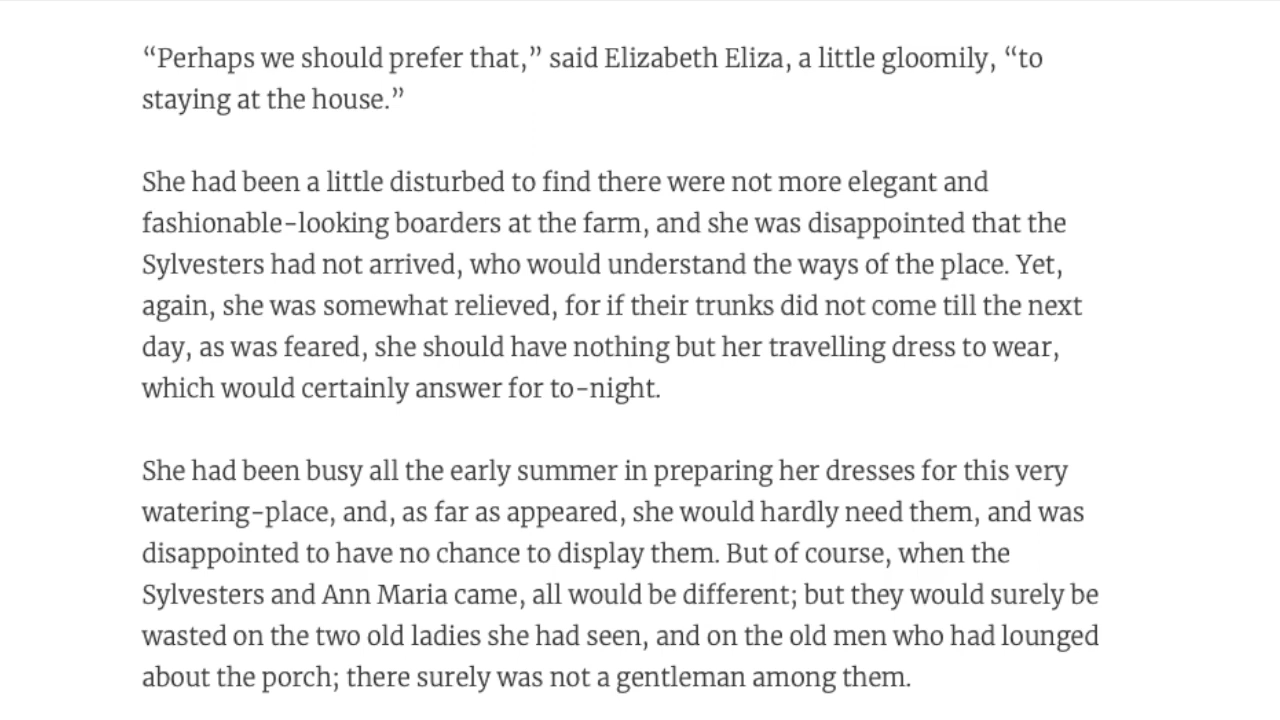 “Perhaps we should prefer that,” said Elizabeth Eliza, a little gloomily, “to
staying at the house.”
She had been a little disturbed to find there were not more elegant and
fashionable-looking boarders at the farm, and she was disappointed that the
Sylvesters had not arrived, who would understand the ways of the place. Yet,
again, she was somewhat relieved, for if their trunks did not come till the next
day, as was feared, she should have nothing but her travelling dress to wear,
which would certainly answer for to-night.
She had been busy all the early summer in preparing her dresses for this very
watering-place, and, as far as appeared, she would hardly need them, and was
disappointed to have no chance to display them. But of course, when the
Sylvesters and Ann Maria came, all would be different; but they would surely be
wasted on the two old ladies she had seen, and on the old men who had lounged
about the porch; there surely was not a gentleman among them.